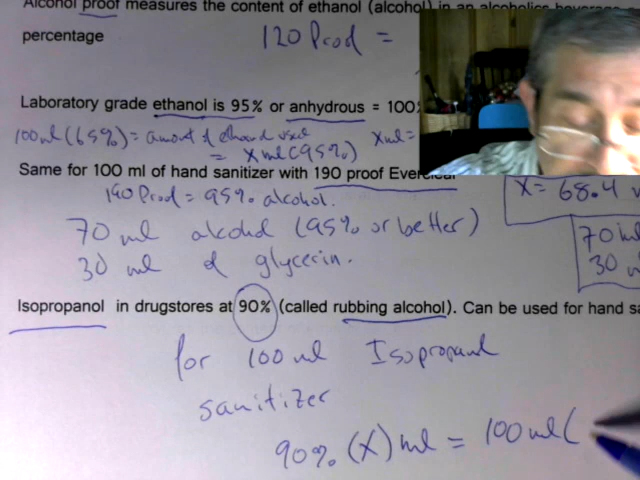 Alcohol proof measures the content of ethanol (alcohol) in an alcoholics beverage
percentage 120 Prod =
Laboratory grade ethanol is 95% or anhydrous = 100
100 ml (65%) = amount of ethanol used x ml =
= x ml (95%)
Same for 100 ml of hand sanitizer with 190 proof Everclear
190 Prod = 95% alcohol. X = 68.4
70 ml alcohol (95% or better) 70 ml
30 ml of glycerin. 30
Isopropanol in drugstores at 90% (called rubbing alcohol). Can be used for hand sa
for 100 ml Isopropanol
sanitizer
90% (X) ml = 100 ml (